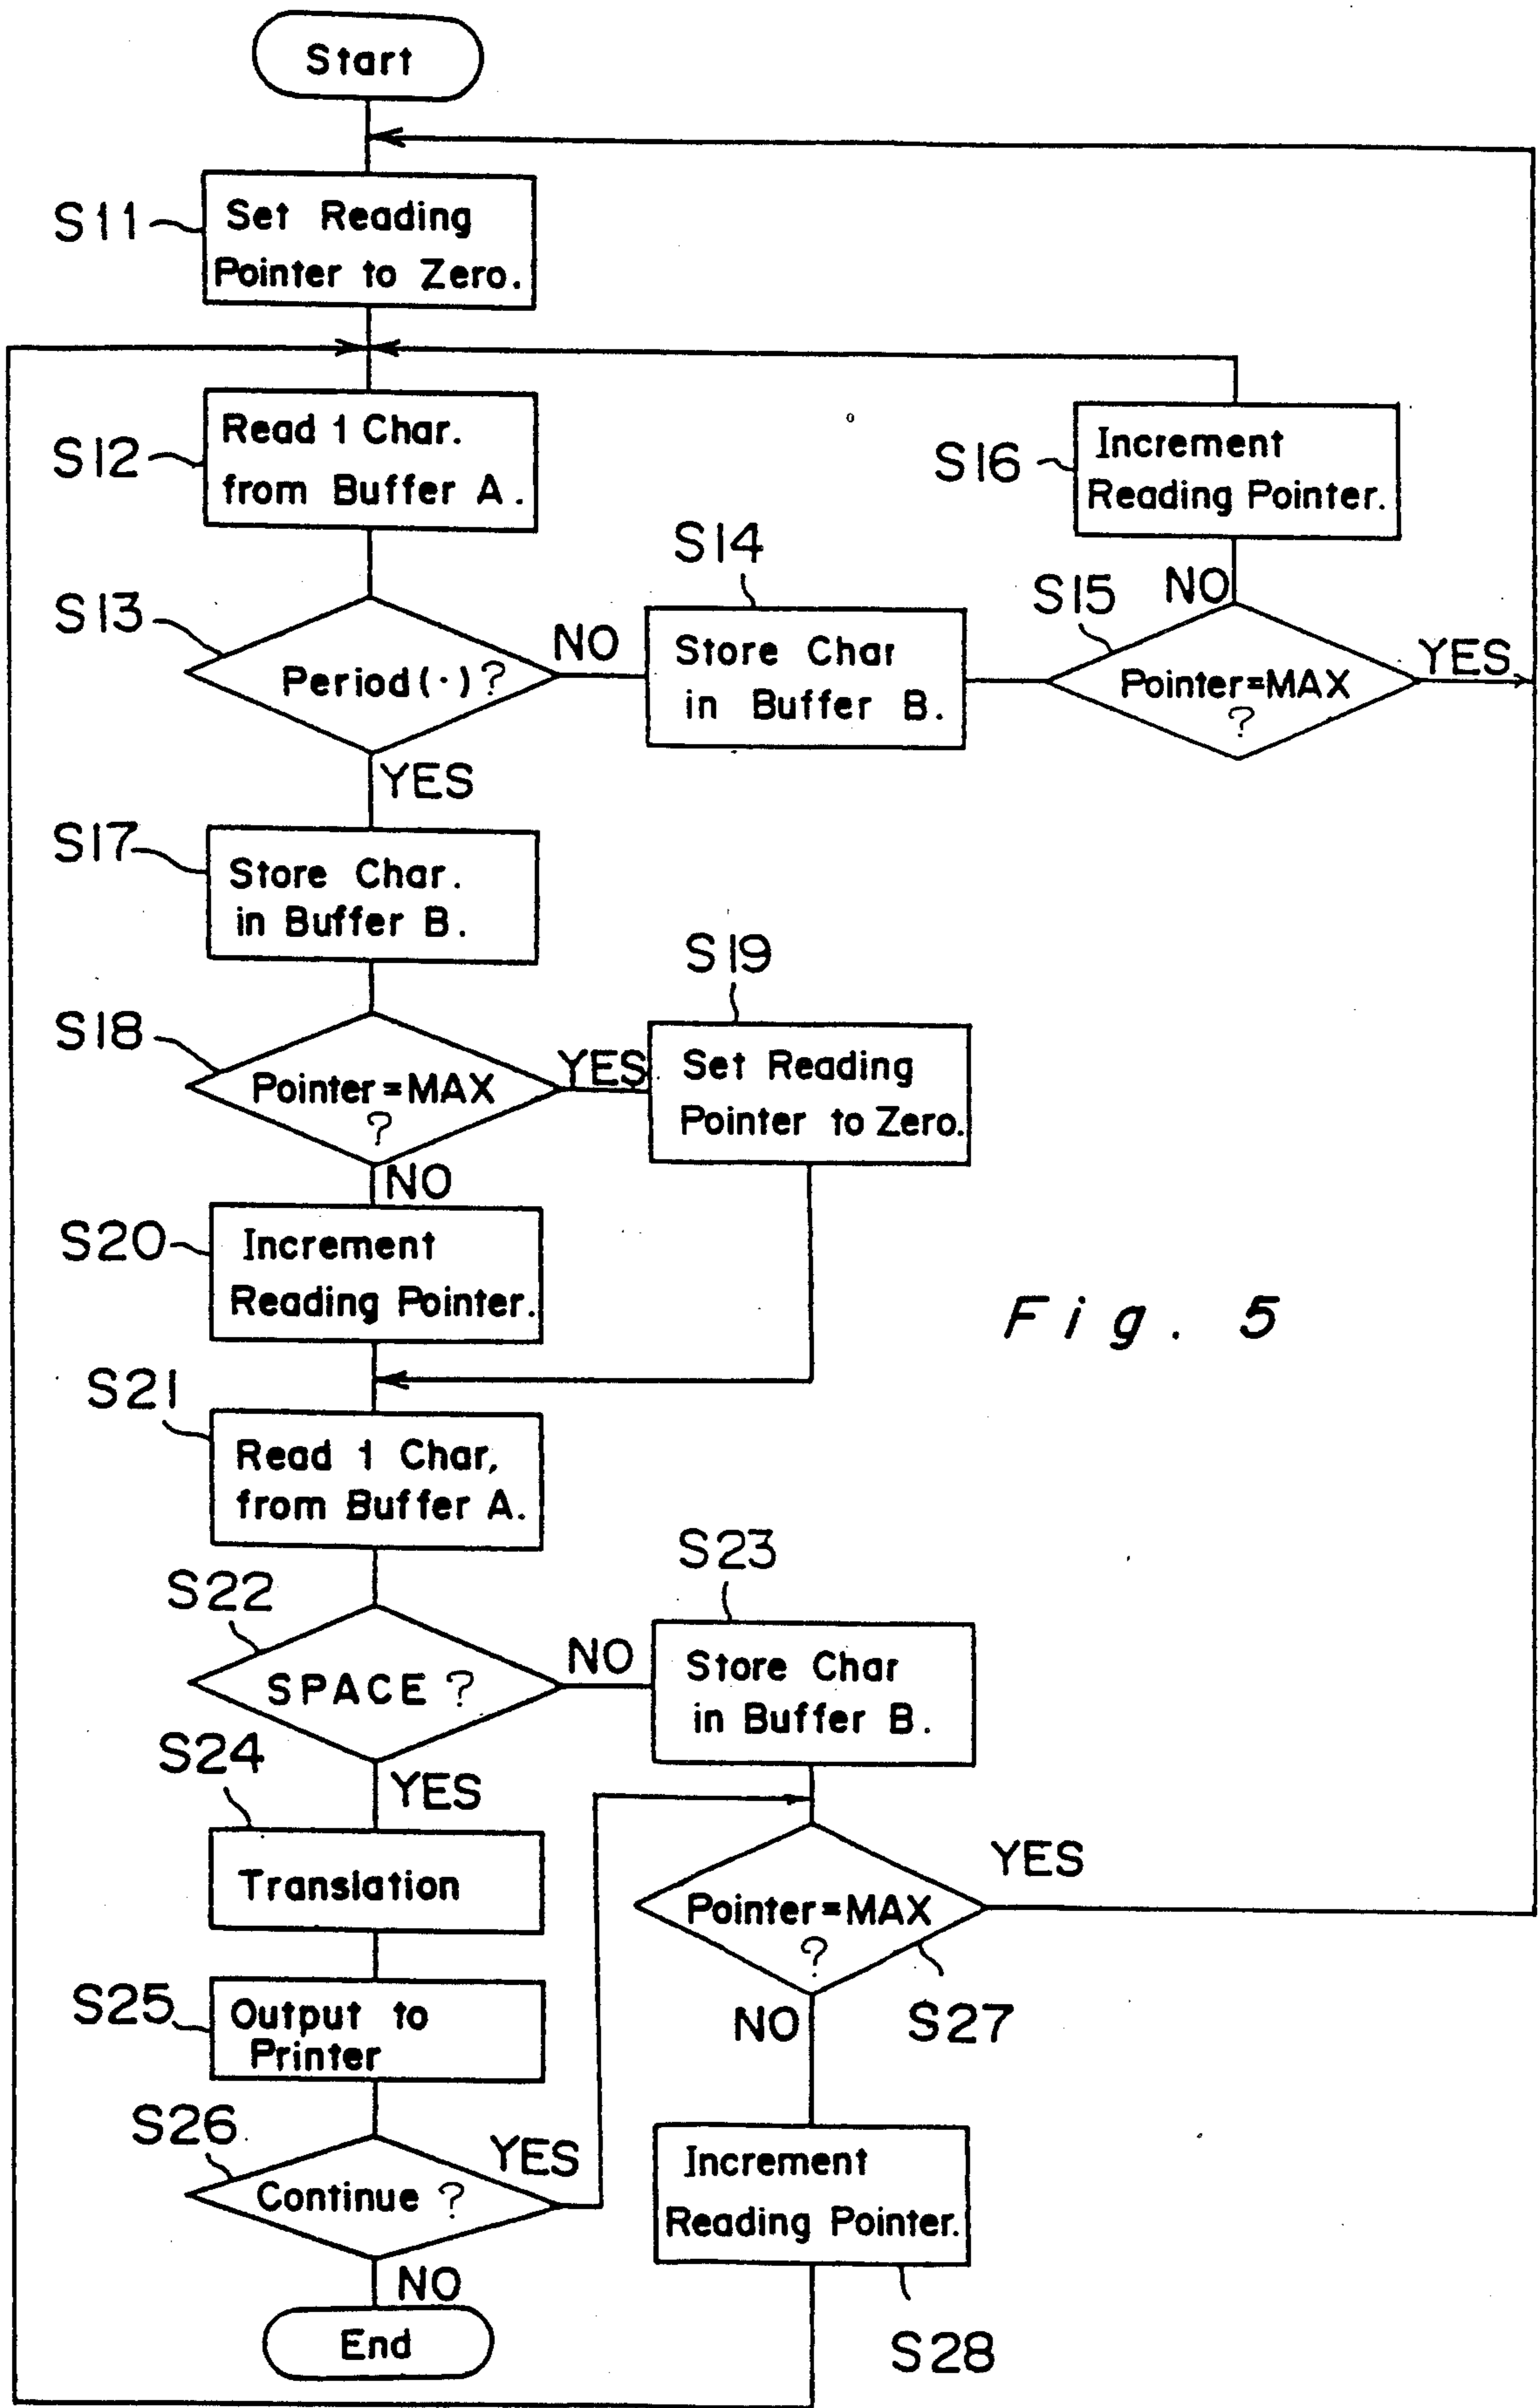 Start
S11
Set Reading
Pointer to Zero.
S12
Read 1 Char.
from Buffer A.
S16
Increment
Reading Pointer.
S13
Period(·)?
NO
S14
Store Char
in Buffer B.
S15
NO
Pointer=MAX
?
YES
YES
S17
Store Char.
in Buffer B.
S18
Pointer=MAX
?
YES
S19
Set Reading
Pointer to Zero.
NO
S20
Increment
Reading Pointer.
Fig. 5
S21
Read 1 Char,
from Buffer A.
S22
SPACE ?
NO
S23
Store Char
in Buffer B.
YES
S24
Translation
Pointer=MAX
?
YES
S27
NO
S25
Output to
Printer
S26
Continue ?
YES
Increment
Reading Pointer.
S28
NO
End